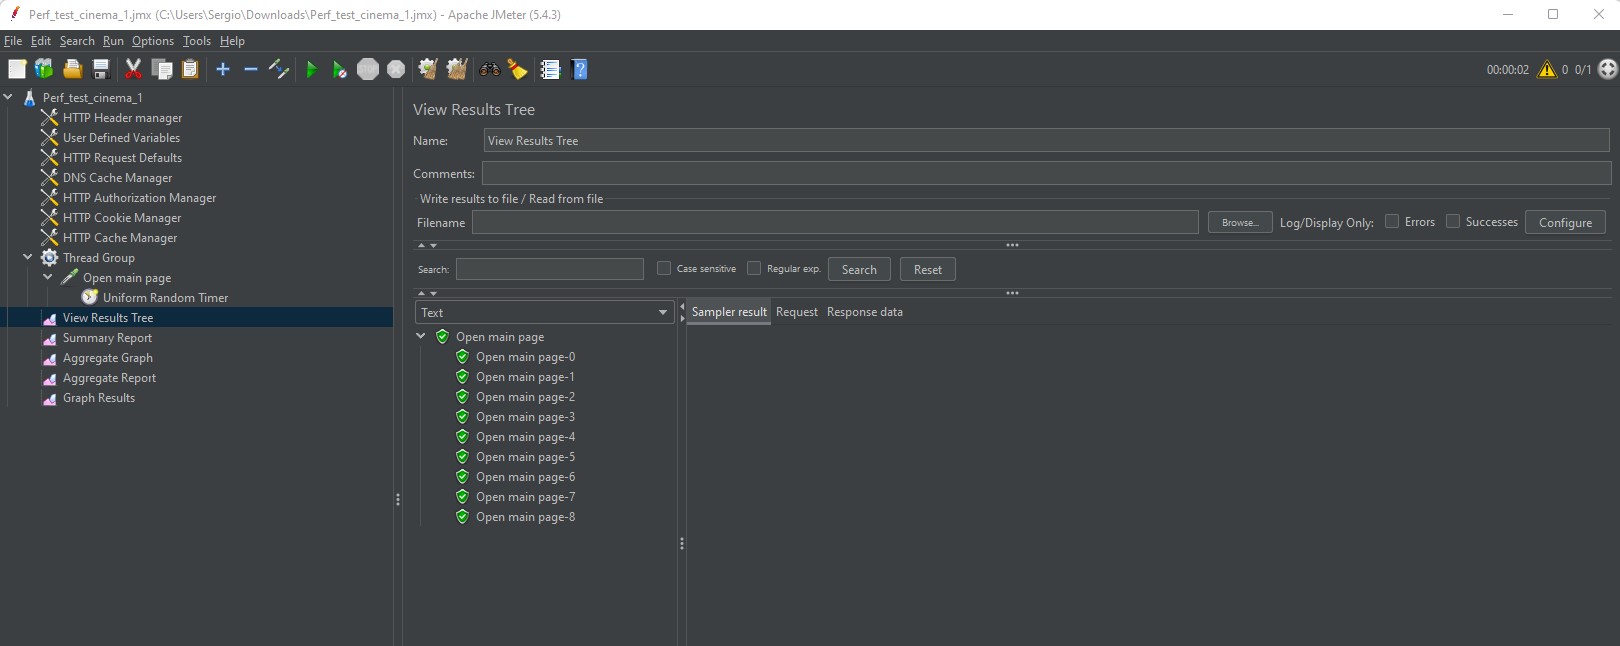 Perf_test_cinema_1.jmx (C:\Users\Sergio\Downloads\Perf_test_cinema_1.jmx) - Apache JMeter (5.4.3)
File Edit Search Run Options Tools Help
00:00:02 0 0/1
Perf_test_cinema_1
HTTP Header manager
User Defined Variables
HTTP Request Defaults
DNS Cache Manager
HTTP Authorization Manager
HTTP Cookie Manager
HTTP Cache Manager
Thread Group
Open main page
Uniform Random Timer
View Results Tree
Summary Report
Aggregate Graph
Aggregate Report
Graph Results
View Results Tree
Name: View Results Tree
Comments:
Write results to file / Read from file
Filename Browse... Log/Display Only: Errors Successes Configure
Search: Case sensitive Regular exp. Search Reset
Text
Sampler result Request Response data
Open main page
Open main page-0
Open main page-1
Open main page-2
Open main page-3
Open main page-4
Open main page-5
Open main page-6
Open main page-7
Open main page-8